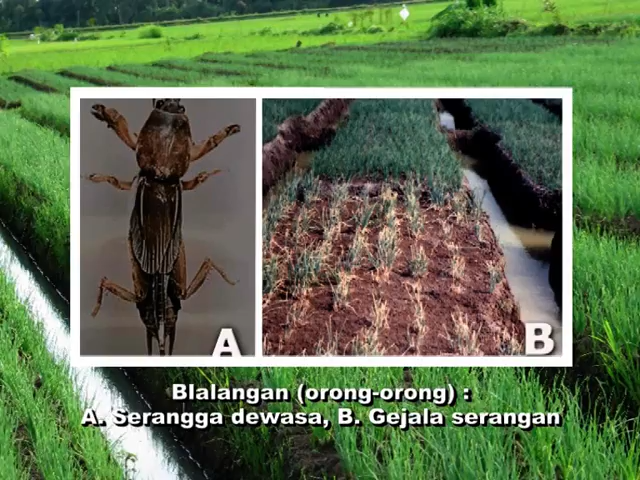 A
B
Blalangan (orong-orong) :
A. Serangga dewasa, B. Gejala serangan